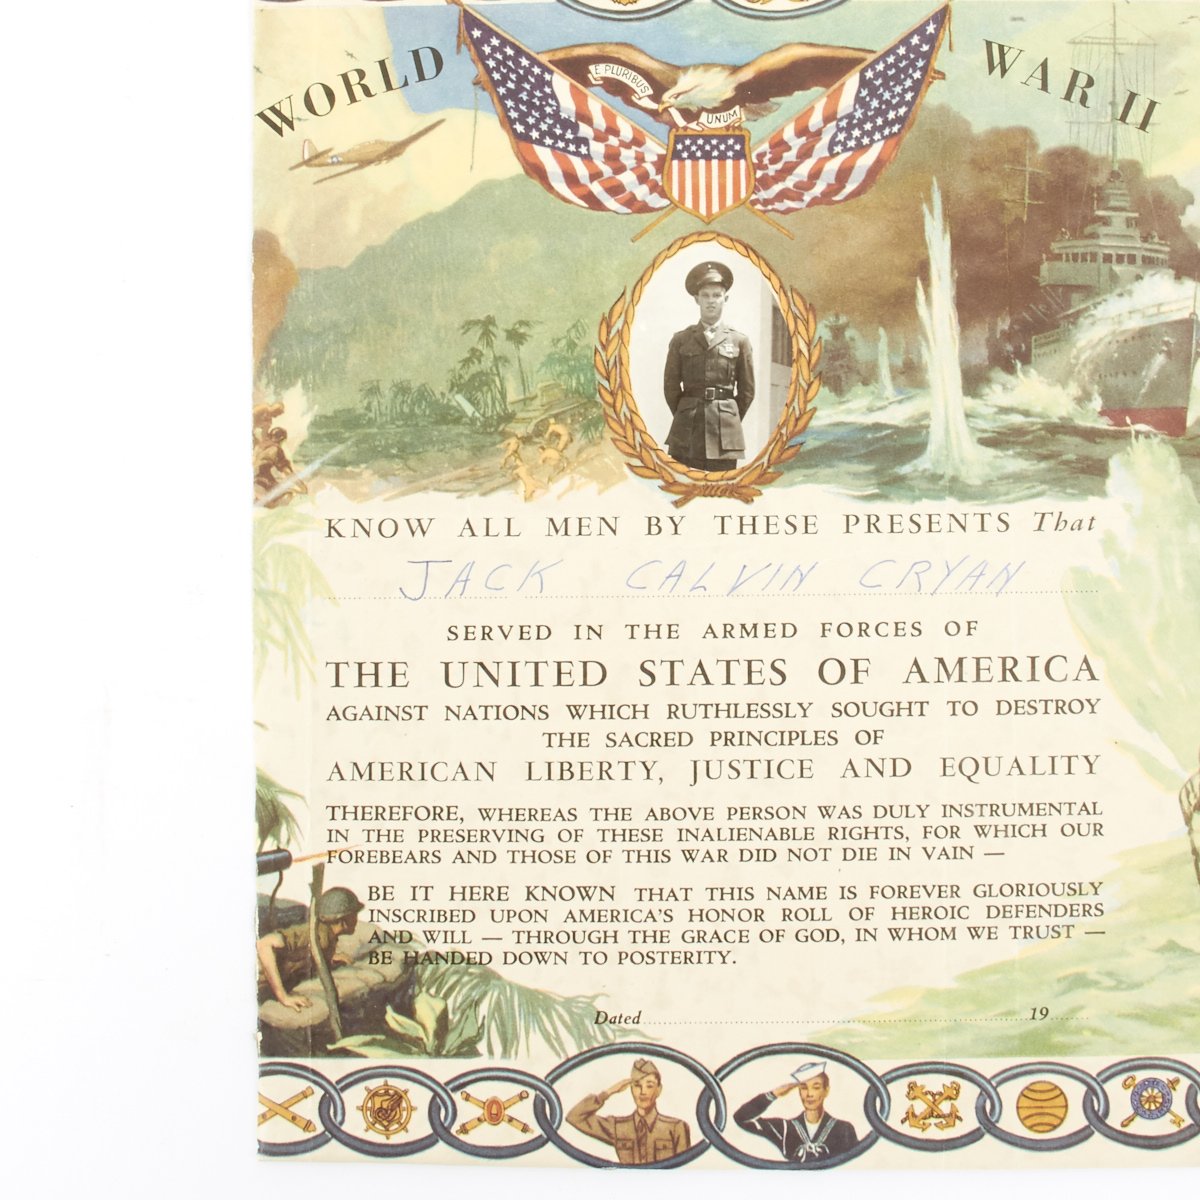 WORLD WAR II
E PLURIBUS UNUM
KNOW ALL MEN BY THESE PRESENTS That
JACK CALVIN CRYAN
SERVED IN THE ARMED FORCES OF
THE UNITED STATES OF AMERICA
AGAINST NATIONS WHICH RUTHLESSLY SOUGHT TO DESTROY
THE SACRED PRINCIPLES OF
AMERICAN LIBERTY, JUSTICE AND EQUALITY
THEREFORE, WHEREAS THE ABOVE PERSON WAS DULY INSTRUMENTAL
IN THE PRESERVING OF THESE INALIENABLE RIGHTS, FOR WHICH OUR
FOREBEARS AND THOSE OF THIS WAR DID NOT DIE IN VAIN —
BE IT HERE KNOWN THAT THIS NAME IS FOREVER GLORIOUSLY
INSCRIBED UPON AMERICA'S HONOR ROLL OF HEROIC DEFENDERS
AND WILL — THROUGH THE GRACE OF GOD, IN WHOM WE TRUST —
BE HANDED DOWN TO POSTERITY.
Dated 19